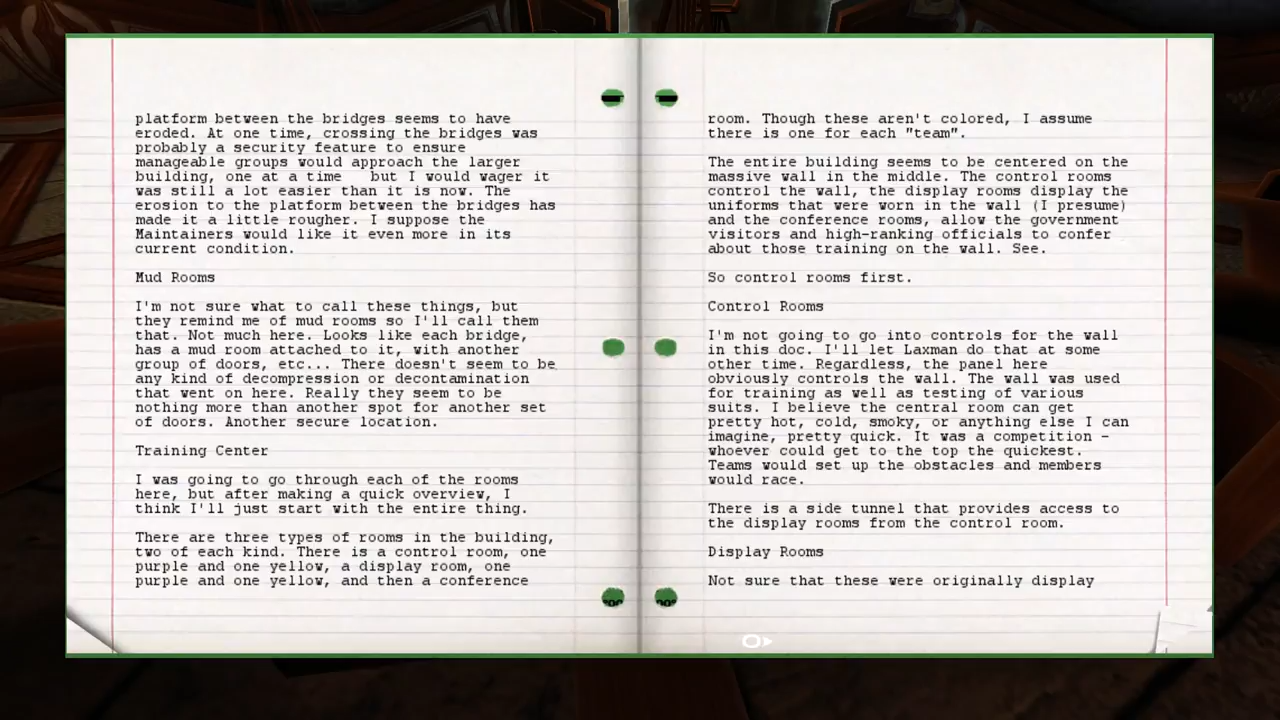 platform between the bridges seems to have
eroded. At one time, crossing the bridges was
probably a security feature to ensure
manageable groups would approach the larger
building, one at a time   but I would wager it
was still a lot easier than it is now. The
erosion to the platform between the bridges has
made it a little rougher. I suppose the
Maintainers would like it even more in its
current condition.
Mud Rooms
I'm not sure what to call these things, but
they remind me of mud rooms so I'll call them
that. Not much here. Looks like each bridge,
has a mud room attached to it, with another
group of doors, etc... There doesn't seem to be
any kind of decompression or decontamination
that went on here. Really they seem to be
nothing more than another spot for another set
of doors. Another secure location.
Training Center
I was going to go through each of the rooms
here, but after making a quick overview, I
think I'll just start with the entire thing.
There are three types of rooms in the building,
two of each kind. There is a control room, one
purple and one yellow, a display room, one
purple and one yellow, and then a conference
room. Though these aren't colored, I assume
there is one for each "team".
The entire building seems to be centered on the
massive wall in the middle. The control rooms
control the wall, the display rooms display the
uniforms that were worn in the wall (I presume)
and the conference rooms, allow the government
visitors and high-ranking officials to confer
about those training on the wall. See.
So control rooms first.
Control Rooms
I'm not going to go into controls for the wall
in this doc. I'll let Laxman do that at some
other time. Regardless, the panel here
obviously controls the wall. The wall was used
for training as well as testing of various
suits. I believe the central room can get
pretty hot, cold, smoky, or anything else I can
imagine, pretty quick. It was a competition -
whoever could get to the top the quickest.
Teams would set up the obstacles and members
would race.
There is a side tunnel that provides access to
the display rooms from the control room.
Display Rooms
Not sure that these were originally display